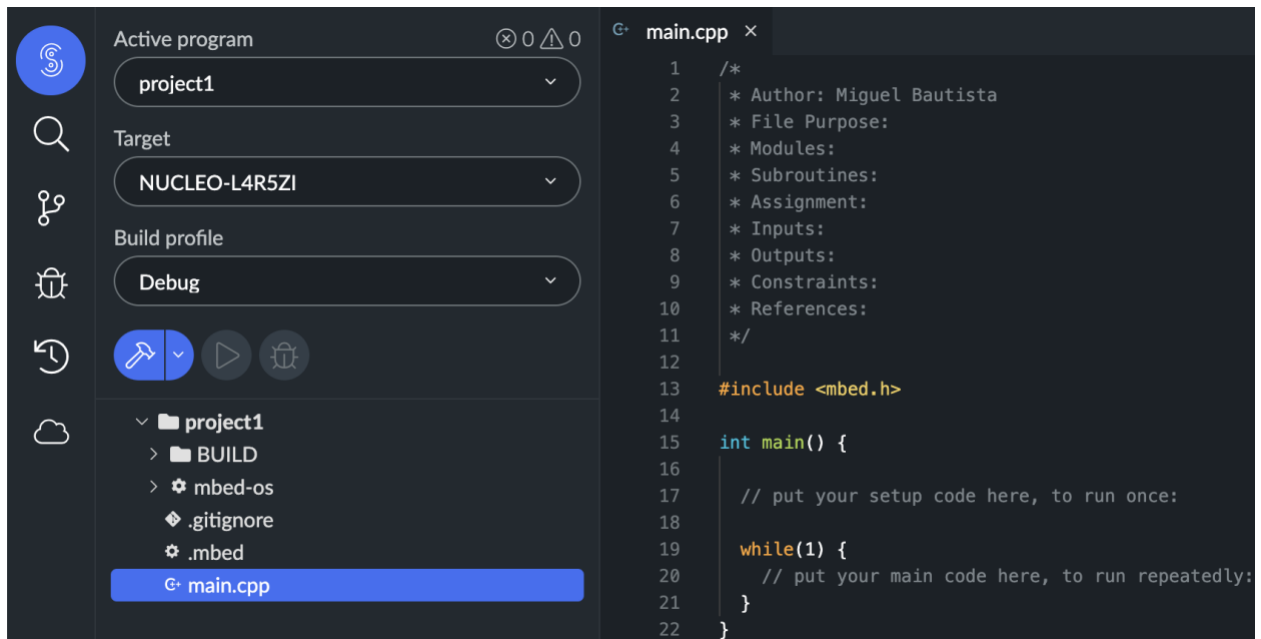 Active program 0 0
project1
Target
NUCLEO-L4R5ZI
Build profile
Debug
project1
BUILD
mbed-os
.gitignore
.mbed
main.cpp
main.cpp ×
1 /*
2 * Author: Miguel Bautista
3 * File Purpose:
4 * Modules:
5 * Subroutines:
6 * Assignment:
7 * Inputs:
8 * Outputs:
9 * Constraints:
10 * References:
11 */
12
13 #include <mbed.h>
14
15 int main() {
16
17 // put your setup code here, to run once:
18
19 while(1) {
20 // put your main code here, to run repeatedly:
21 }
22 }